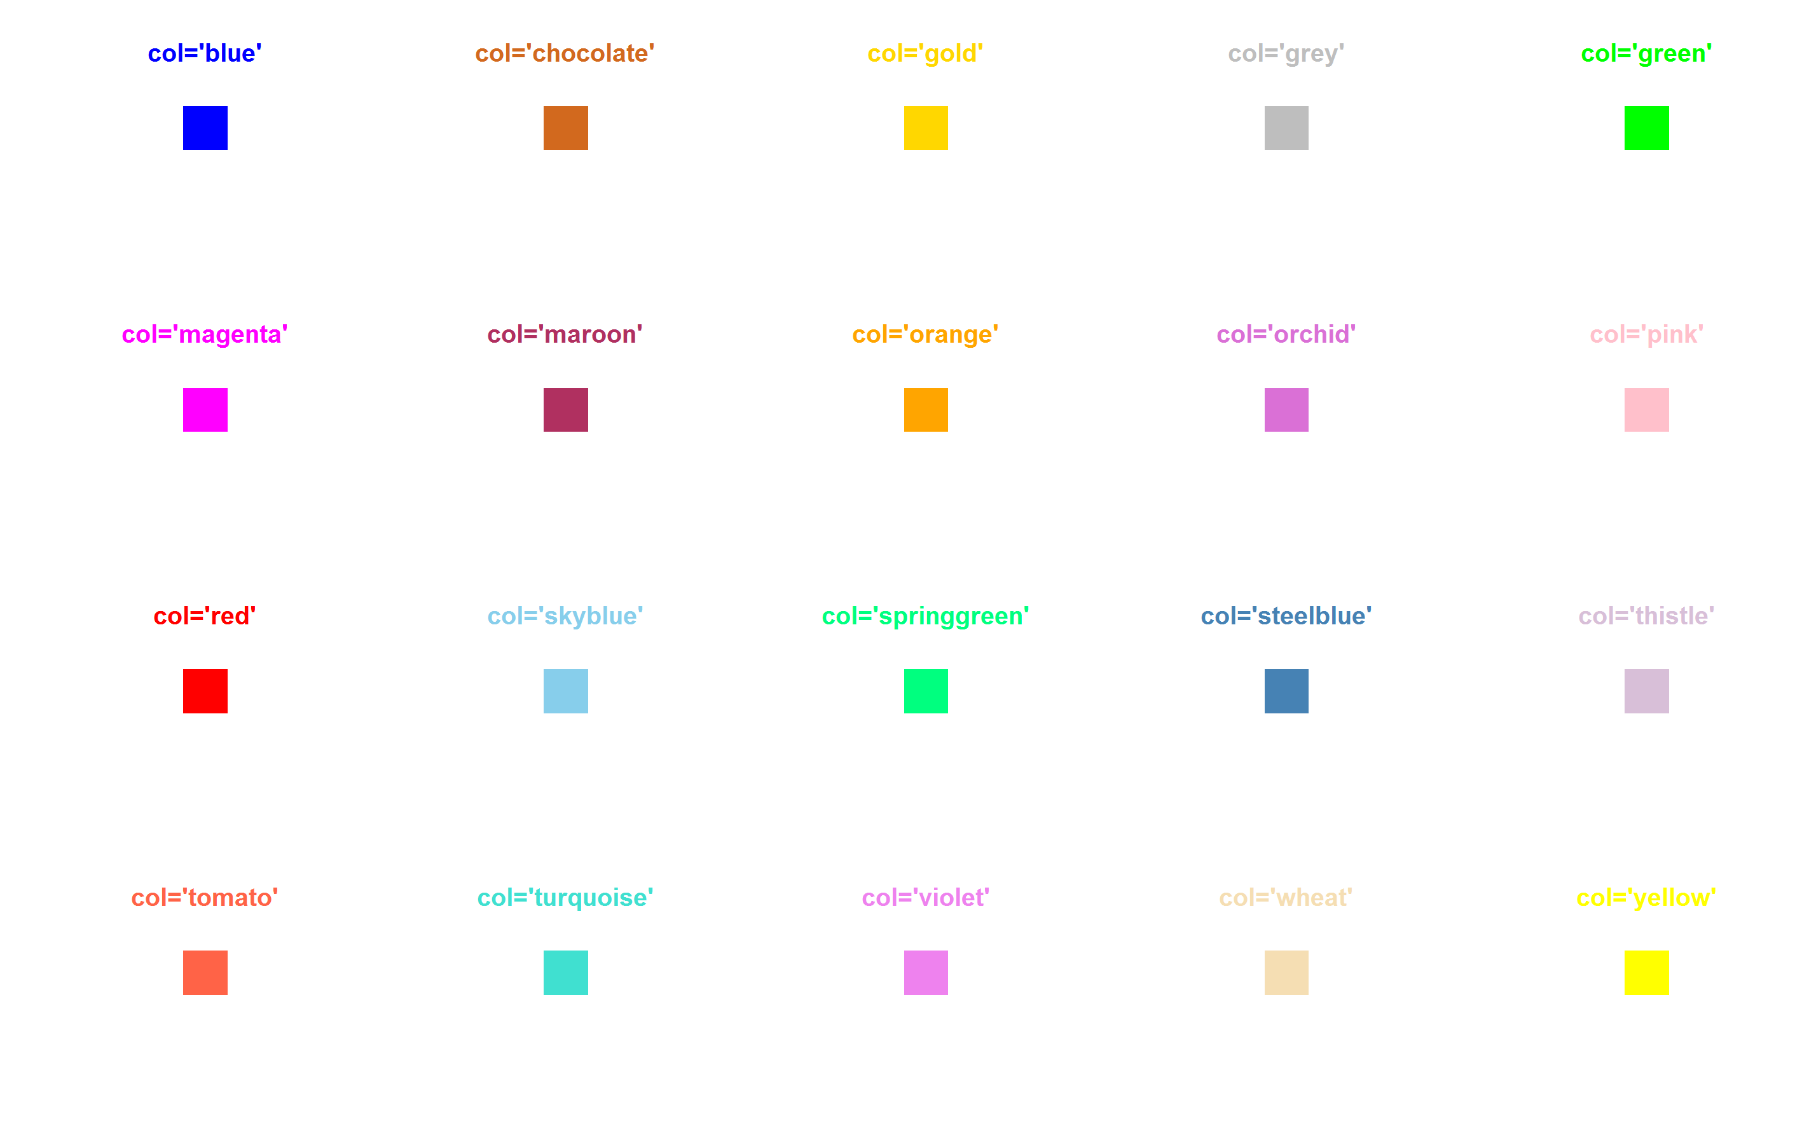 col='blue' col='chocolate' col='gold' col='grey' col='green'
col='magenta' col='maroon' col='orange' col='orchid' col='pink'
col='red' col='skyblue' col='springgreen' col='steelblue' col='thistle'
col='tomato' col='turquoise' col='violet' col='wheat' col='yellow'